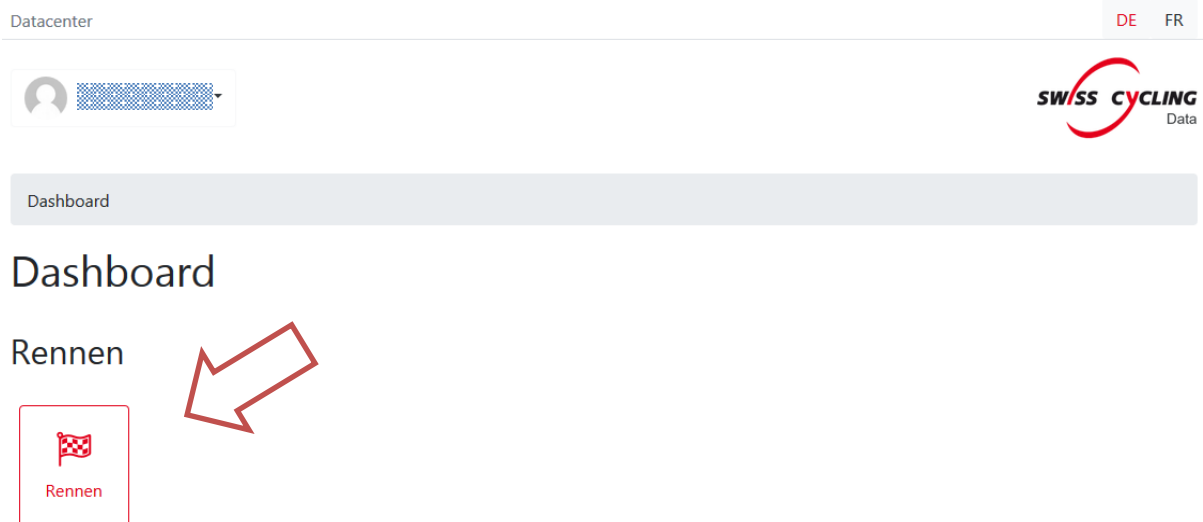 Datacenter
DE FR
SWISS CYCLING
Data
Dashboard
Dashboard
Rennen
Rennen